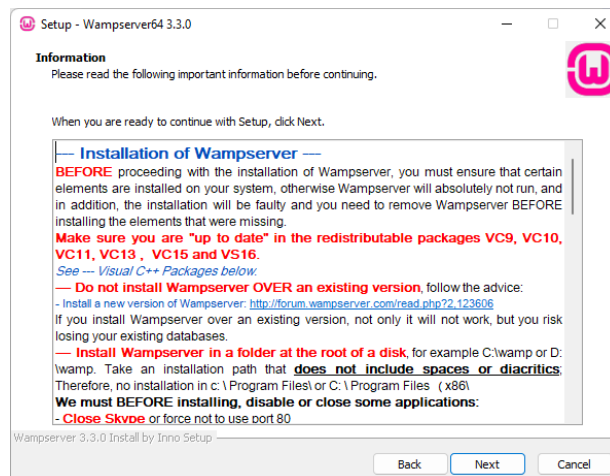 Setup - Wampserver64 3.3.0
Information
Please read the following important information before continuing.
When you are ready to continue with Setup, click Next.
--- Installation of Wampserver ---
BEFORE proceeding with the installation of Wampserver, you must ensure that certain
elements are installed on your system, otherwise Wampserver will absolutely not run, and
in addition, the installation will be faulty and you need to remove Wampserver BEFORE
installing the elements that were missing.
Make sure you are "up to date" in the redistributable packages VC9, VC10,
VC11, VC13 , VC15 and VS16.
See --- Visual C++ Packages below.
— Do not install Wampserver OVER an existing version, follow the advice:
- Install a new version of Wampserver: http://forum.wampserver.com/read.php?2,123606
If you install Wampserver over an existing version, not only it will not work, but you risk
losing your existing databases.
— Install Wampserver in a folder at the root of a disk, for example C:\wamp or D:
\wamp. Take an installation path that does not include spaces or diacritics;
Therefore, no installation in c: \ Program Files\ or C: \ Program Files ( x86\
We must BEFORE installing, disable or close some applications:
- Close Skype or force not to use port 80
Wampserver 3.3.0 Install by Inno Setup
Back
Next
Cancel